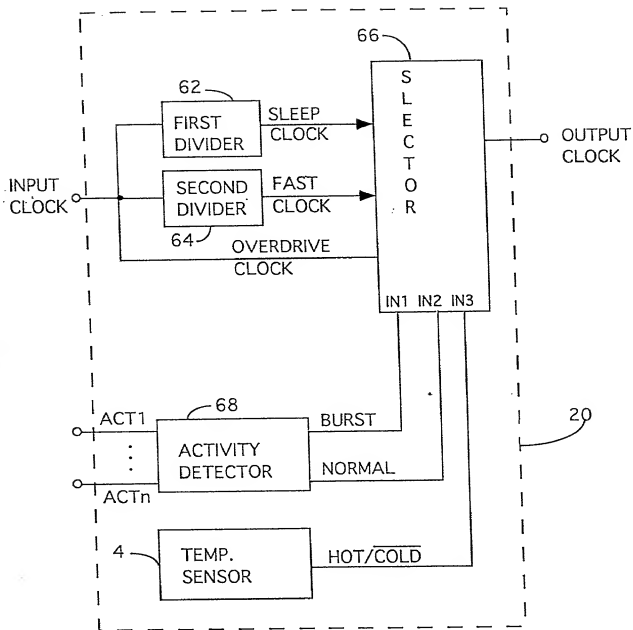 66
62
SLEEP
CLOCK
FIRST
DIVIDER
SLECTOR
OUTPUT
CLOCK
INPUT
CLOCK
SECOND
DIVIDER
FAST
CLOCK
64
OVERDRIVE
CLOCK
IN1 IN2 IN3
68
20
ACT1
ACTIVITY
DETECTOR
BURST
NORMAL
ACTn
4
TEMP.
SENSOR
HOT/COLD